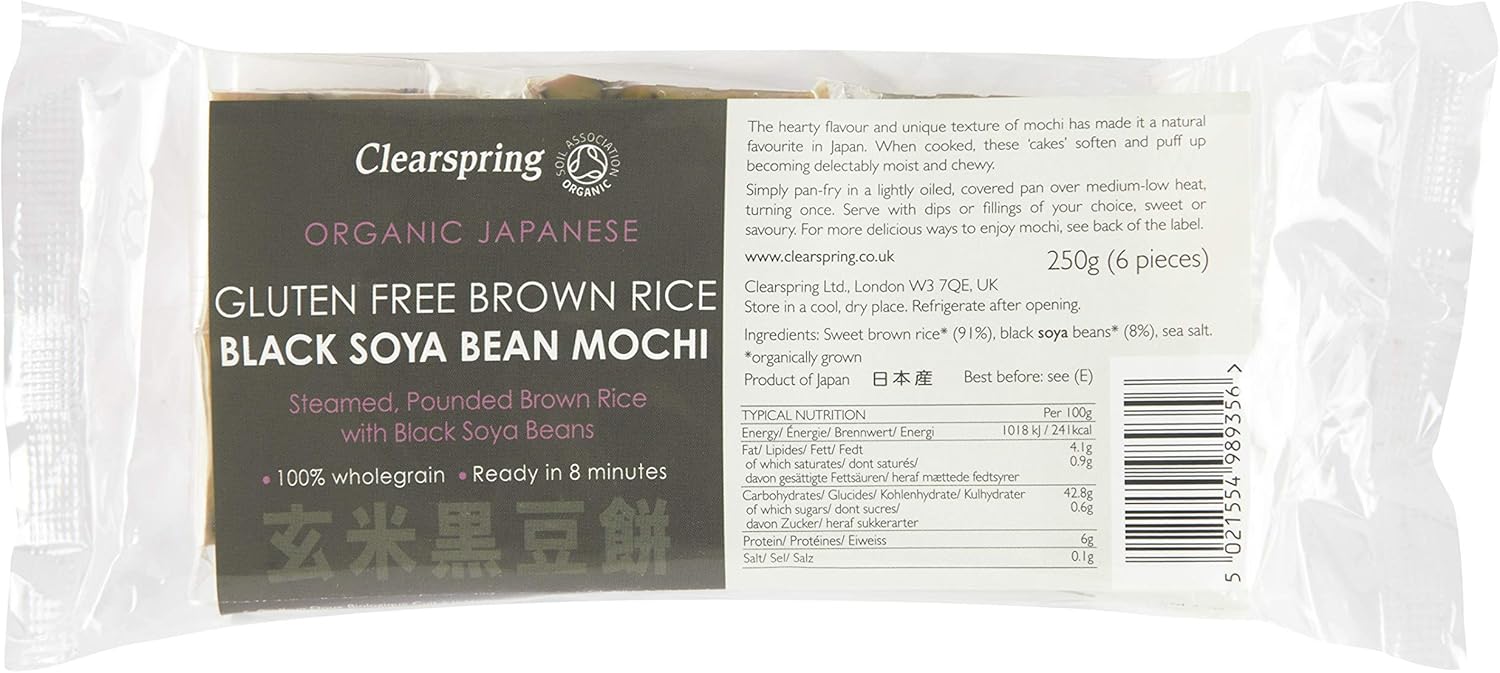 Clearspring
SOIL ASSOCIATION
ORGANIC
ORGANIC JAPANESE
GLUTEN FREE BROWN RICE
BLACK SOYA BEAN MOCHI
Steamed, Pounded Brown Rice
with Black Soya Beans
• 100% wholegrain • Ready in 8 minutes
玄米黒豆餅
The hearty flavour and unique texture of mochi has made it a natural
favourite in Japan. When cooked, these 'cakes' soften and puff up
becoming delectably moist and chewy.
Simply pan-fry in a lightly oiled, covered pan over medium-low heat,
turning once. Serve with dips or fillings of your choice, sweet or
savoury. For more delicious ways to enjoy mochi, see back of the label.
www.clearspring.co.uk
250g (6 pieces)
Clearspring Ltd., London W3 7QE, UK
Store in a cool, dry place. Refrigerate after opening.
Ingredients: Sweet brown rice* (91%), black soya beans* (8%), sea salt.
*organically grown
Product of Japan 日本産 Best before: see (E)
TYPICAL NUTRITION Per 100g
Energy/ Énergie/ Brennwert/ Energi 1018 kJ / 241kcal
Fat/ Lipides/ Fett/ Fedt 4.1g
of which saturates/ dont saturés/ 0.9g
davon gesättigte Fettsäuren/ heraf mættede fedtsyrer
Carbohydrates/ Glucides/ Kohlenhydrate/ Kulhydrater 42.8g
of which sugars/ dont sucres/ 0.6g
davon Zucker/ heraf sukkerarter
Protein/ Protéines/ Eiweiss 6g
Salt/ Sel/ Salz 0.1g
5 021554 989356 >